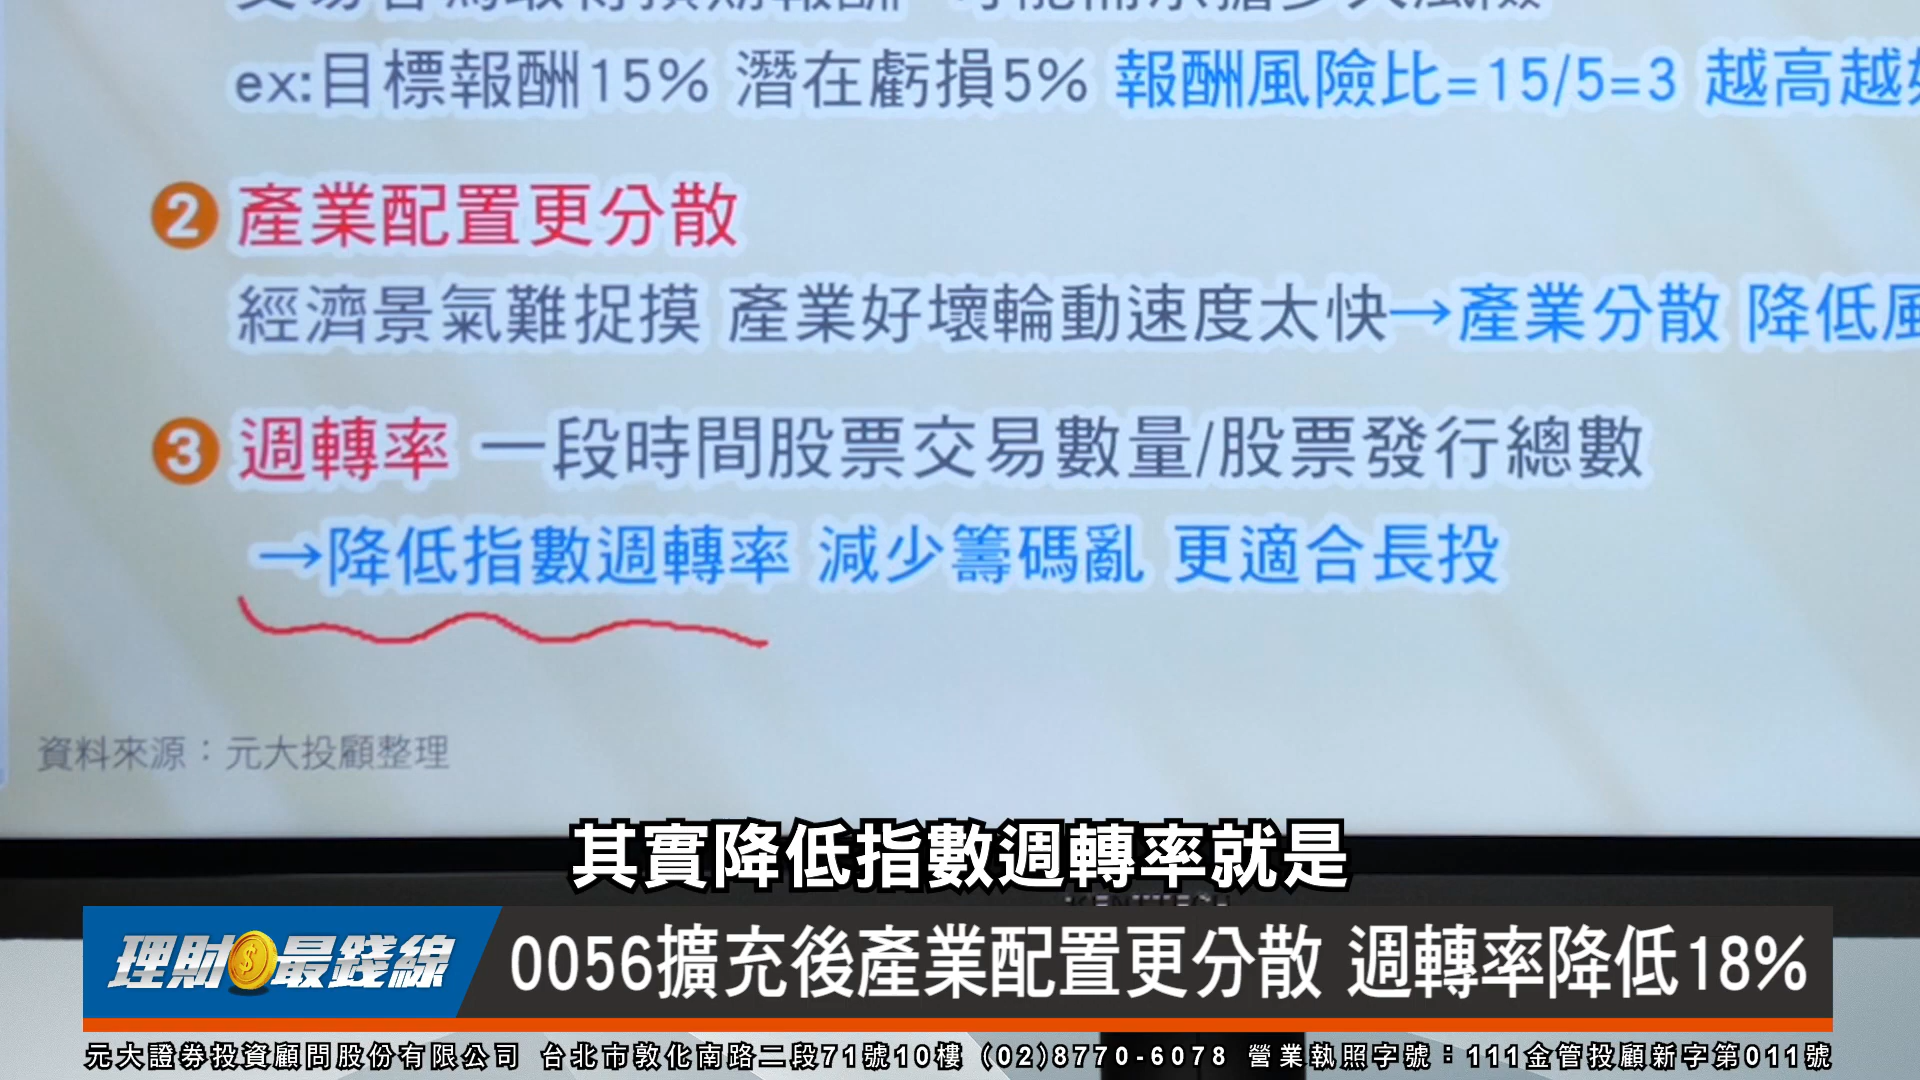 ex:目標報酬15% 潛在虧損5% 報酬風險比=15/5=3 越高越
2 產業配置更分散
經濟景氣難捉摸 產業好壞輪動速度太快→產業分散 降低風
3 週轉率 一段時間股票交易數量/股票發行總數
→降低指數週轉率 減少籌碼亂 更適合長投
資料來源：元大投顧整理
其實降低指數週轉率就是
理財最錢線 0056擴充後產業配置更分散 週轉率降低18%
元大證券投資顧問股份有限公司 台北市敦化南路二段71號10樓 (02)8770-6078 營業執照字號：111金管投顧新字第011號